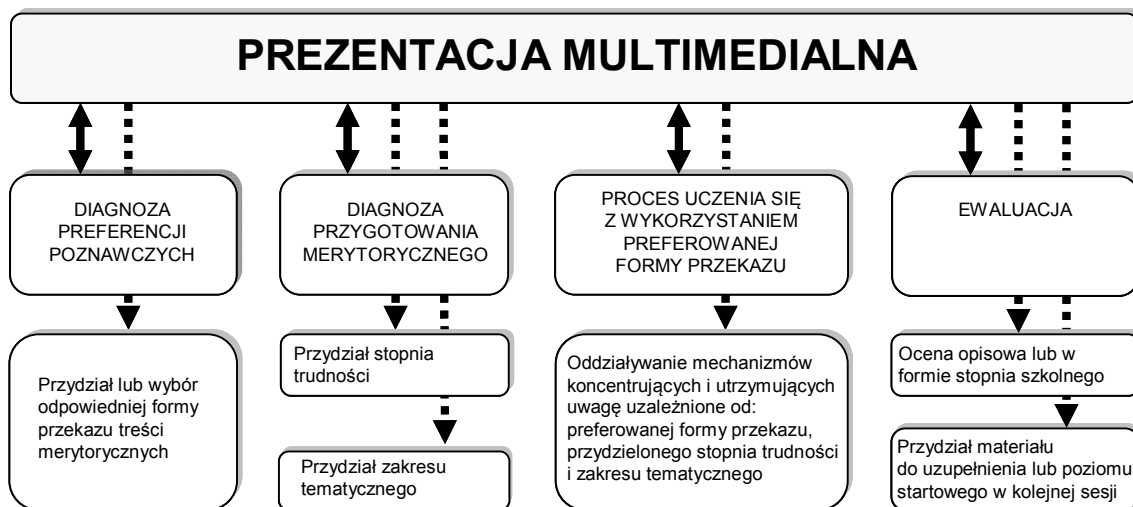 PREZENTACJA MULTIMEDIALNA
DIAGNOZA
PREFERENCJI
POZNAWCZYCH
DIAGNOZA
PRZYGOTOWANIA
MERYTORYCZNEGO
PROCES UCZENIA SIĘ
Z WYKORZYSTANIEM
PREFEROWANEJ
FORMY PRZEKAZU
EWALUACJA
Przydział lub wybór
odpowiedniej formy
przekazu treści
merytorycznych
Przydział stopnia
trudności
Przydział zakresu
tematycznego
Oddziaływanie mechanizmów
koncentrujących i utrzymujących
uwagę uzależnione od:
preferowanej formy przekazu,
przydzielonego stopnia trudności
i zakresu tematycznego
Ocena opisowa lub w
formie stopnia szkolnego
Przydział materiału
do uzupełnienia lub poziomu
startowego w kolejnej sesji